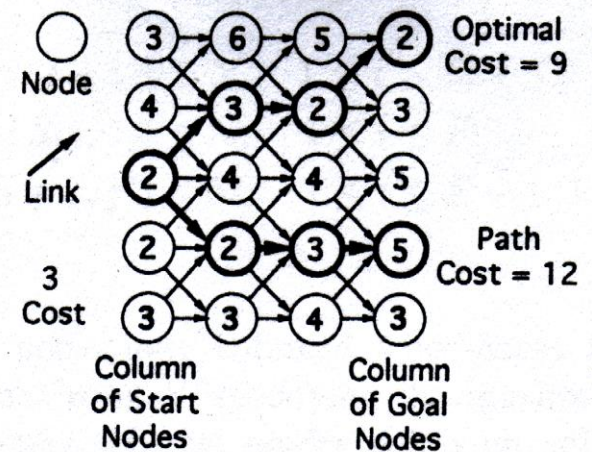 3 6 5 2
Optimal
Cost = 9
Node
4 3 2 3
2 4 4 5
Link
2 2 3 5
Path
Cost = 12
3
Cost
3 3 4 3
Column
of Start
Nodes
Column
of Goal
Nodes